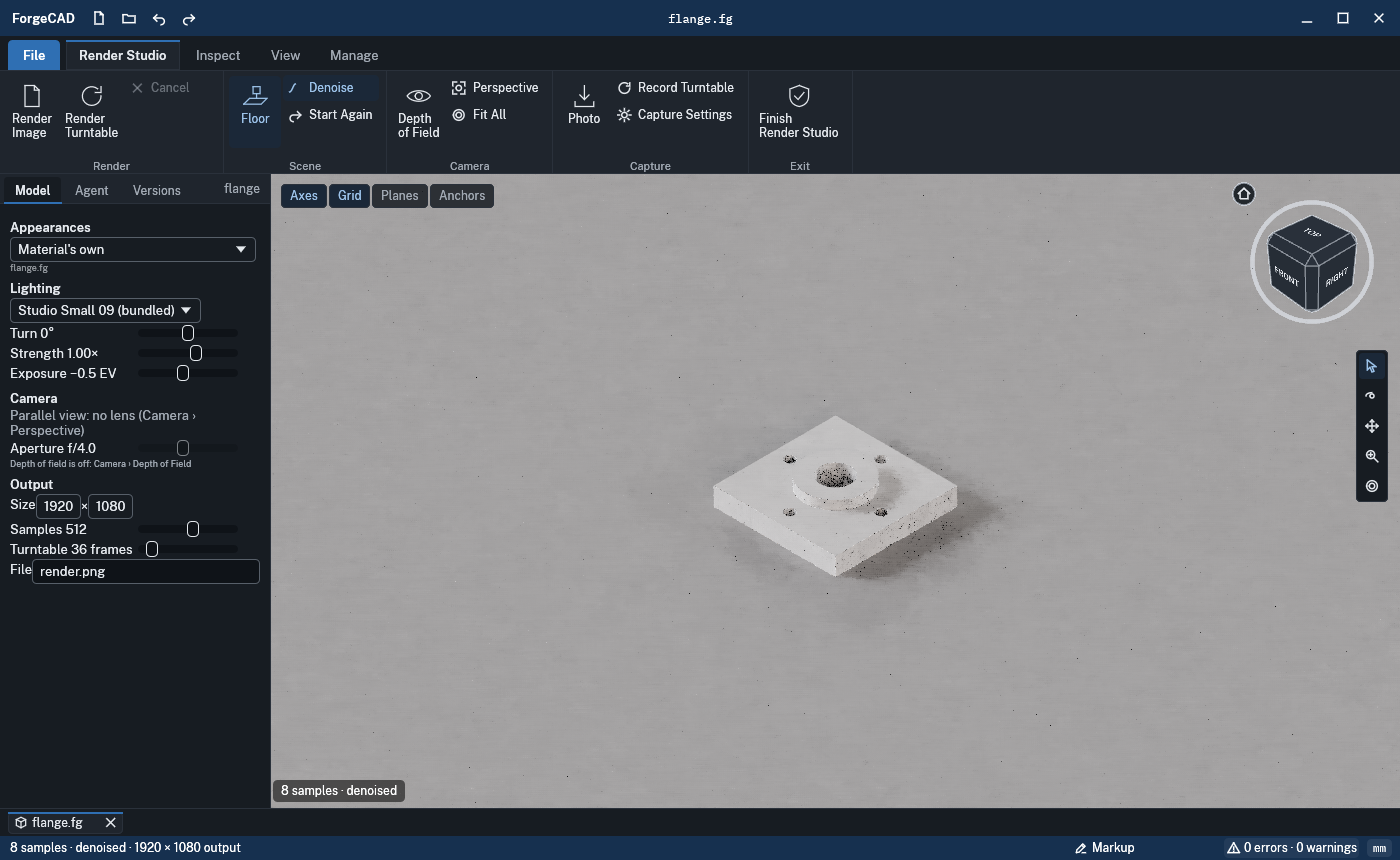 ForgeCAD
flange.fg
File
Render Studio
Inspect
View
Manage
Render
Image
Render
Turntable
Cancel
Render
Floor
Denoise
Start Again
Scene
Depth
of Field
Perspective
Fit All
Camera
Photo
Record Turntable
Capture Settings
Capture
Finish
Render Studio
Exit
Model
Agent
Versions
flange
Axes
Grid
Planes
Anchors
TOP
FRONT
RIGHT
Appearances
Material's own
flange.fg
Lighting
Studio Small 09 (bundled)
Turn 0°
Strength 1.00×
Exposure −0.5 EV
Camera
Parallel view: no lens (Camera ›
Perspective)
Aperture f/4.0
Depth of field is off: Camera › Depth of Field
Output
Size 1920 × 1080
Samples 512
Turntable 36 frames
File render.png
8 samples · denoised
flange.fg
8 samples · denoised · 1920 × 1080 output
Markup
0 errors · 0 warnings
mm